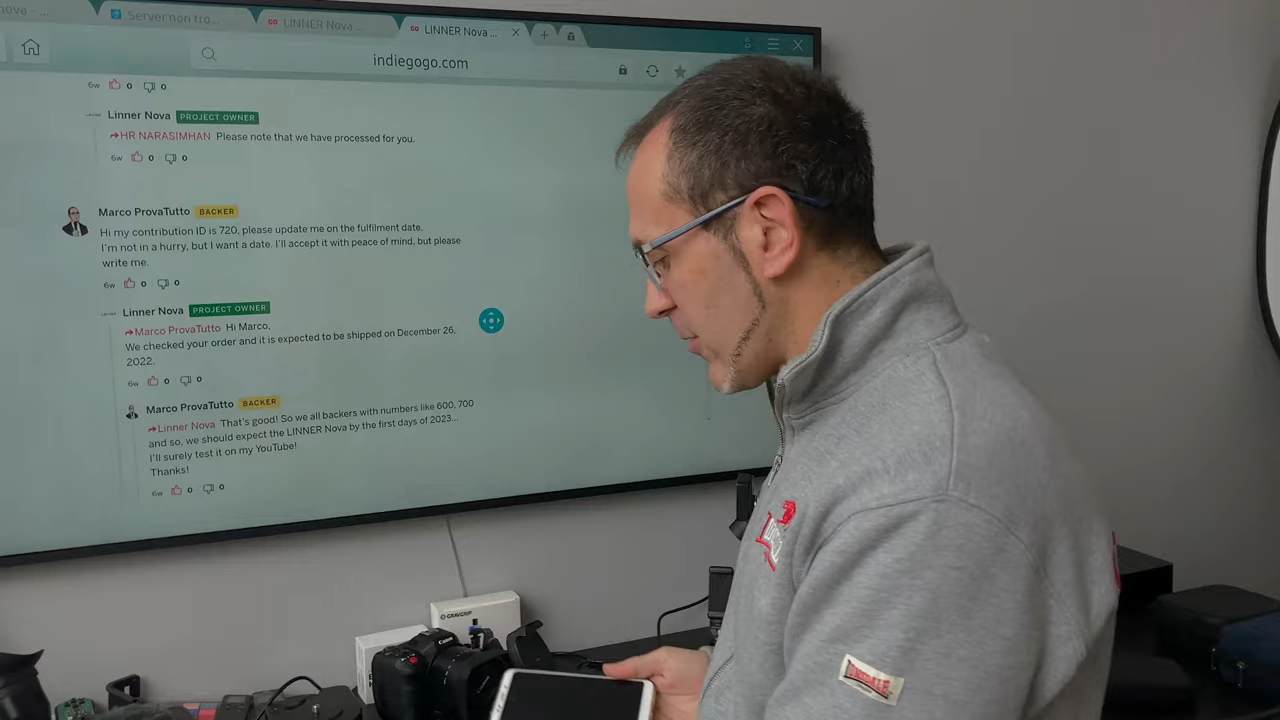 nova - ...
Server non tro...
GO LINNER Nova ...
GO LINNER Nova ...
indiegogo.com
6w 0 0
Linner Nova PROJECT OWNER
HR NARASIMHAN Please note that we have processed for you.
6w 0 0
Marco ProvaTutto BACKER
Hi my contribution ID is 720, please update me on the fulfilment date.
I'm not in a hurry, but I want a date. I'll accept it with peace of mind, but please
write me.
6w 0 0
Linner Nova PROJECT OWNER
Marco ProvaTutto Hi Marco,
We checked your order and it is expected to be shipped on December 26,
2022.
6w 0 0
Marco ProvaTutto BACKER
Linner Nova That's good! So we all backers with numbers like 600, 700
and so, we should expect the LINNER Nova by the first days of 2023...
I'll surely test it on my YouTube!
Thanks!
6w 0 0
GRAVGRIP
Canon
LONSDALE